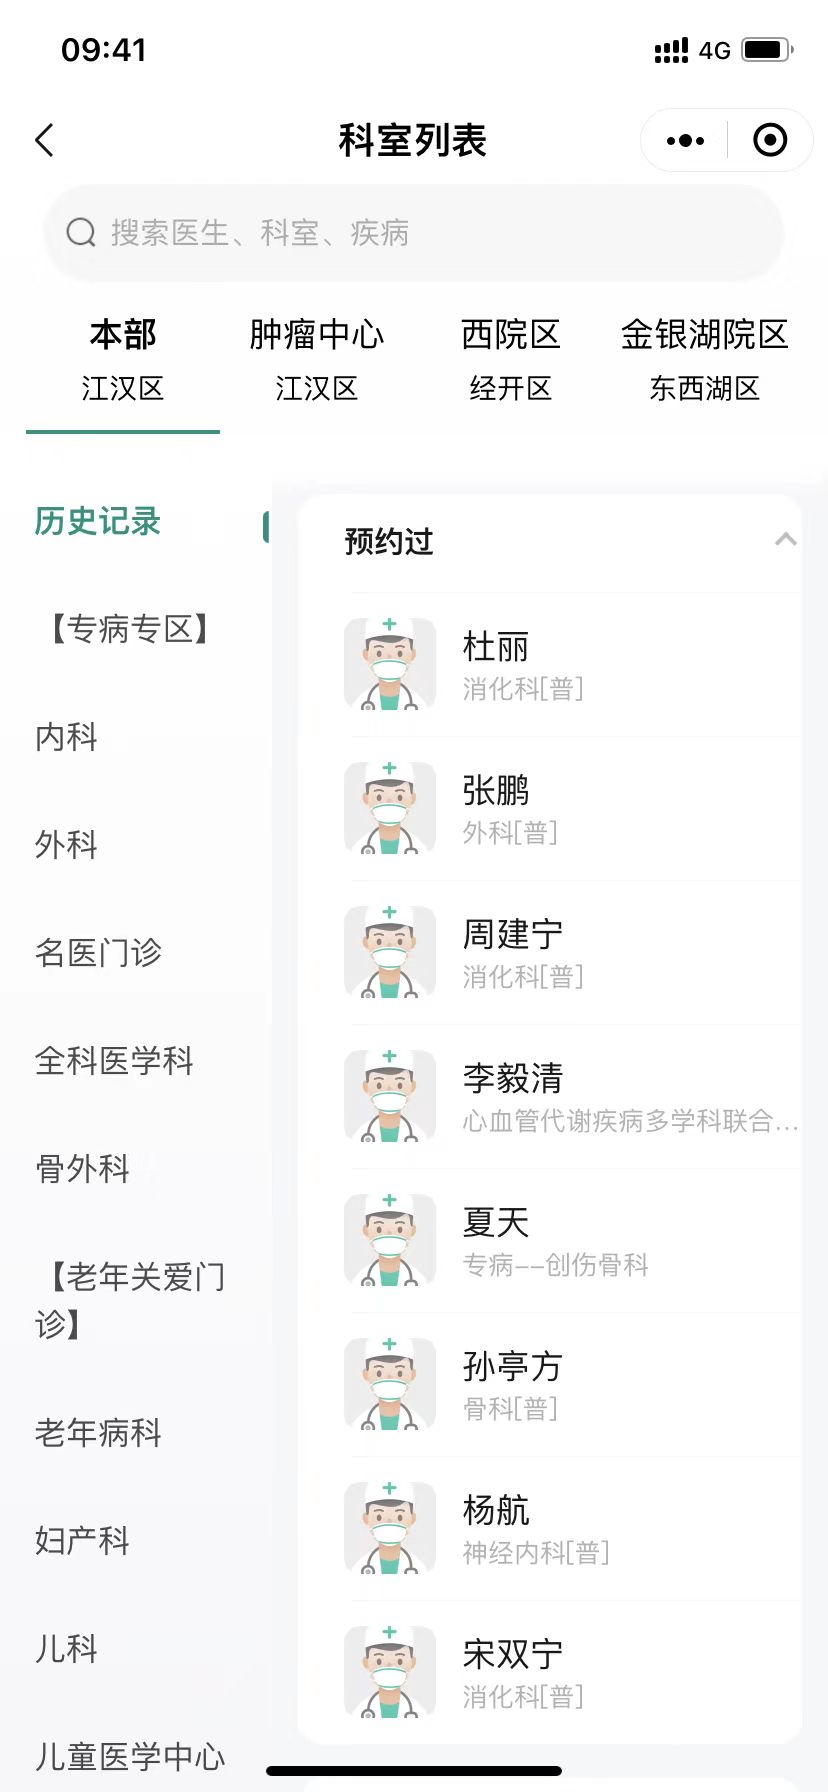 09:41
4G
科室列表
搜索医生、科室、疾病
本部
江汉区
肿瘤中心
江汉区
西院区
经开区
金银湖院区
东西湖区
历史记录
【专病专区】
内科
外科
名医门诊
全科医学科
骨外科
【老年关爱门
诊】
老年病科
妇产科
儿科
儿童医学中心
预约过
杜丽
消化科[普]
张鹏
外科[普]
周建宁
消化科[普]
李毅清
心血管代谢疾病多学科联合...
夏天
专病--创伤骨科
孙亭方
骨科[普]
杨航
神经内科[普]
宋双宁
消化科[普]